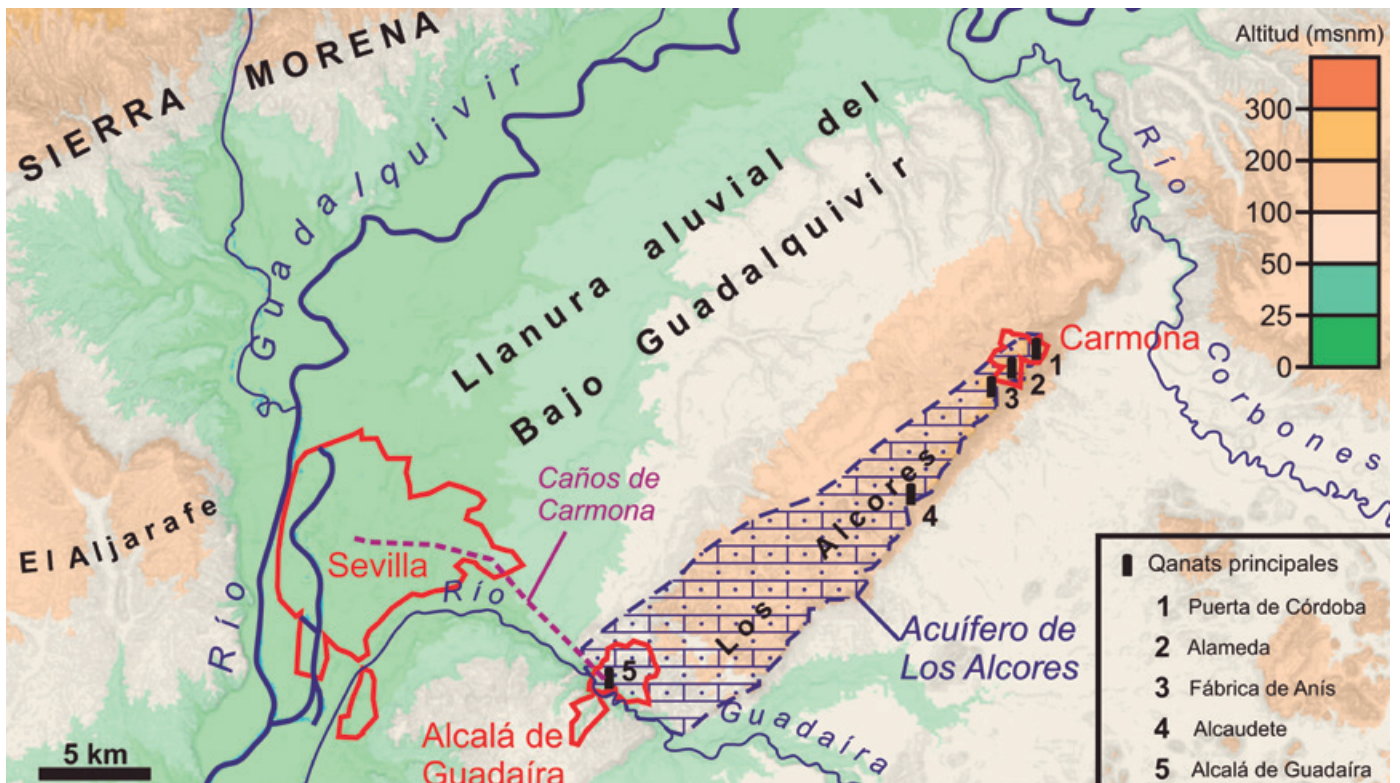 SIERRA MORENA
Río Guadalquivir
Llanura aluvial del
Bajo Guadalquivir
El Aljarafe
Sevilla
Caños de
Carmona
Río Guadaíra
Alcalá de
Guadaíra
5
Los Alcores
4
3
2
1
Carmona
Río Corbones
Acuífero de
Los Alcores
5 km
Altitud (msnm)
300
200
100
50
25
0
Qanats principales
1 Puerta de Córdoba
2 Alameda
3 Fábrica de Anís
4 Alcaudete
5 Alcalá de Guadaíra